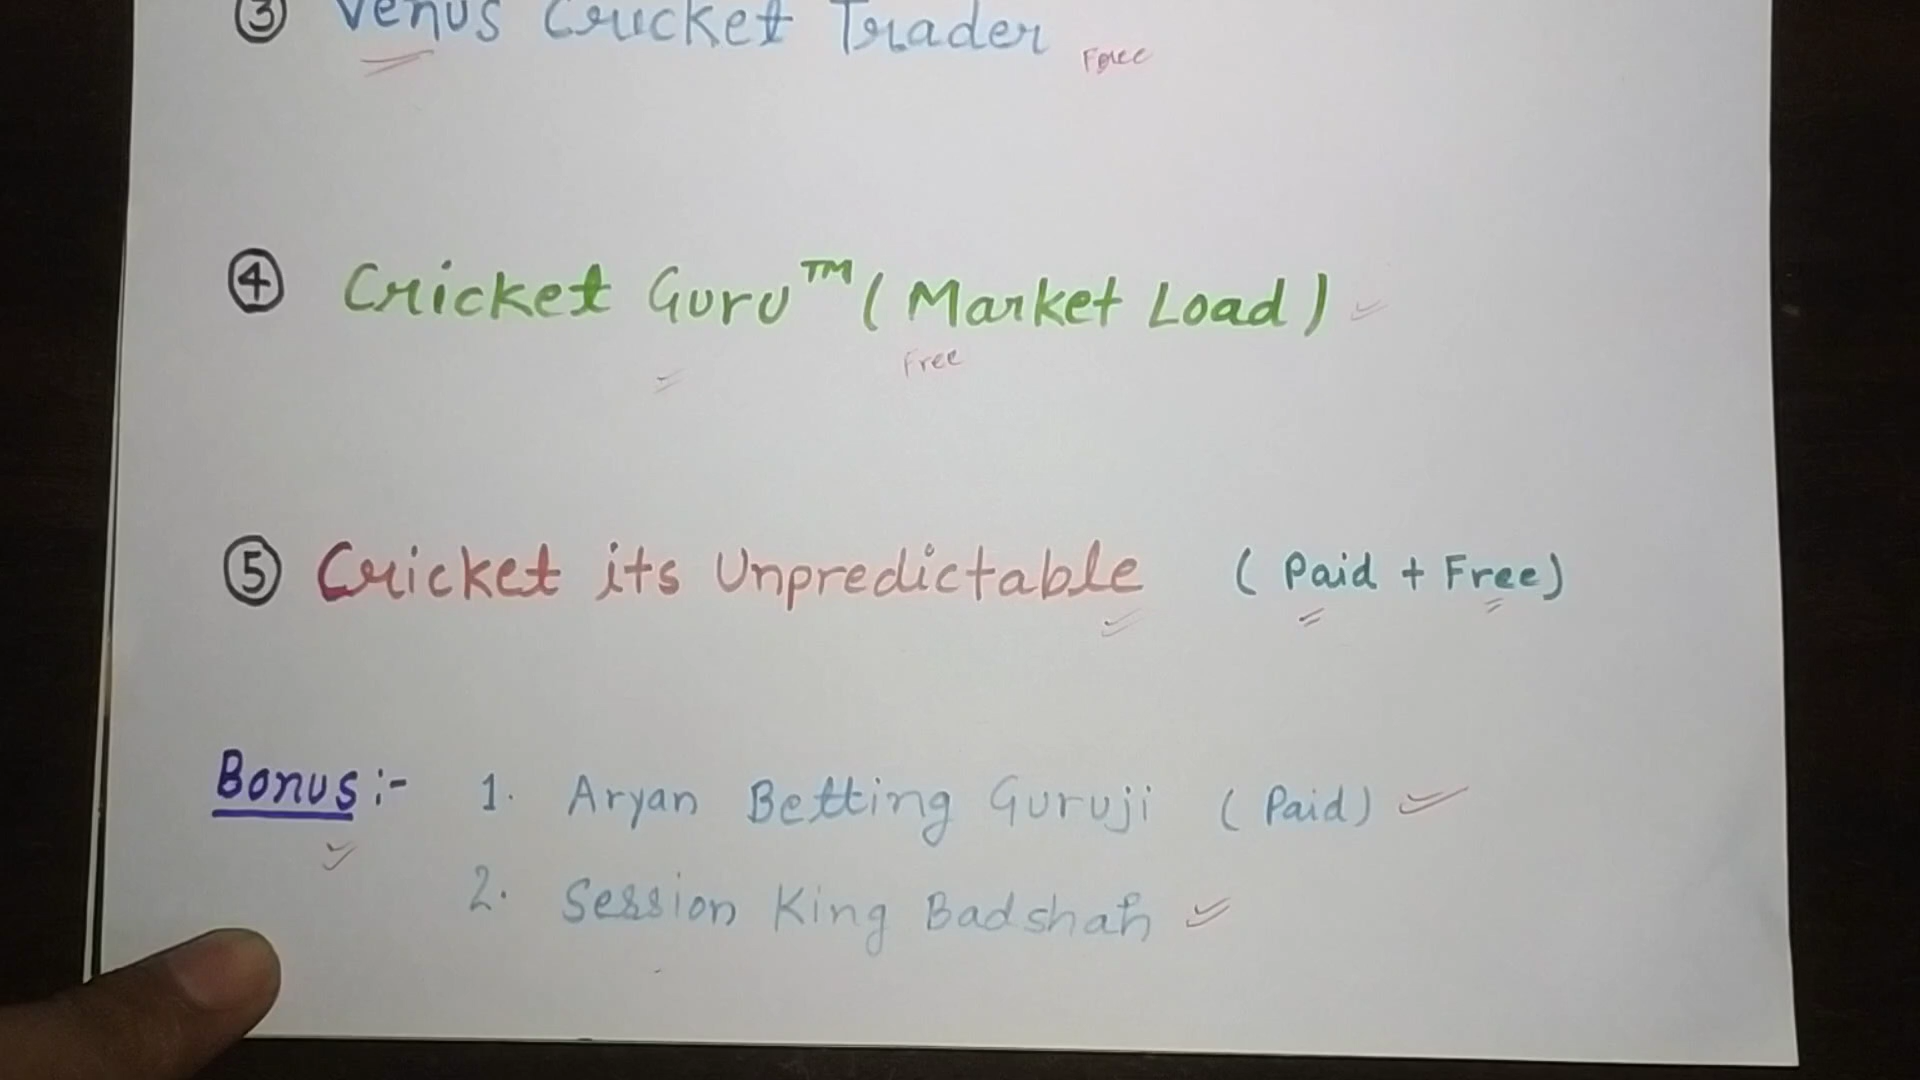 ③ Venus Cricket Trader Free
④ Cricket Guru™ (Market Load)
Free
⑤ Cricket its Unpredictable (Paid + Free)
Bonus:- 1. Aryan Betting Guruji (Paid)
2. Session King Badshah